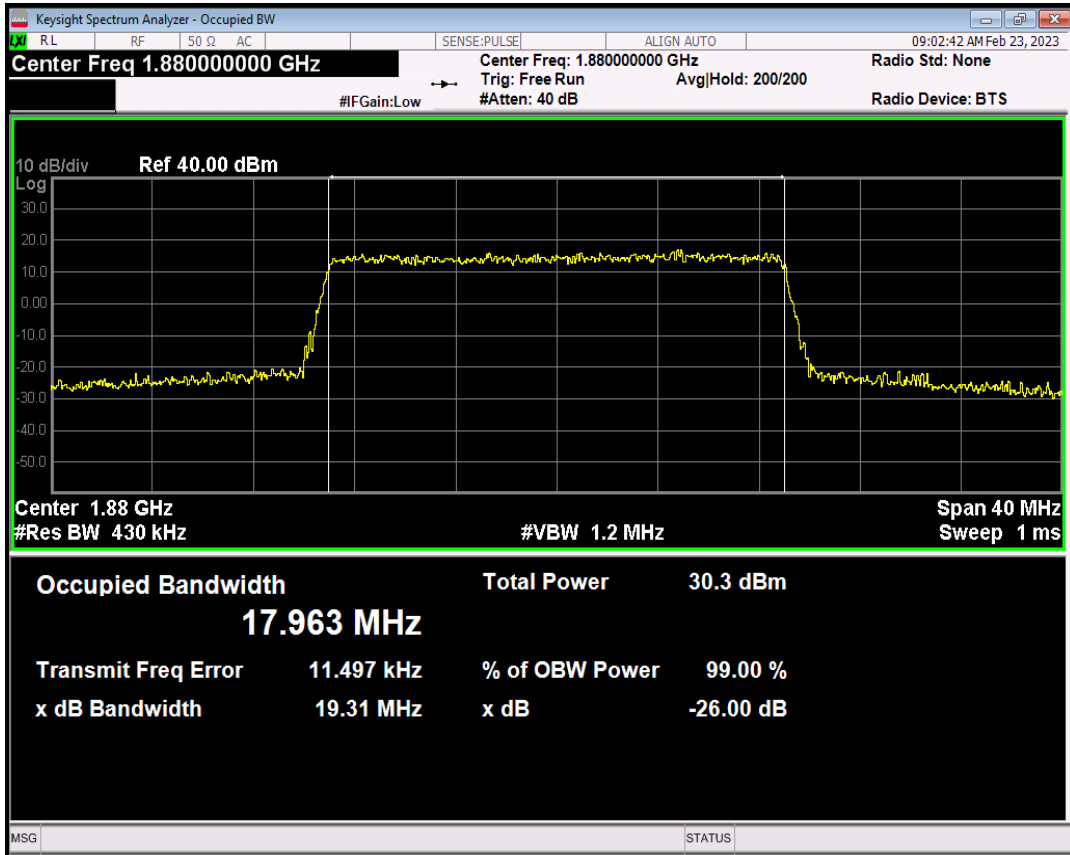 Keysight Spectrum Analyzer - Occupied BW
LXI RL RF 50 Ω AC SENSE:PULSE ALIGN AUTO 09:02:42 AM Feb 23, 2023
Center Freq 1.880000000 GHz Center Freq: 1.880000000 GHz Radio Std: None
Trig: Free Run Avg|Hold: 200/200
#IFGain:Low #Atten: 40 dB Radio Device: BTS
10 dB/div Ref 40.00 dBm
Log
30.0
20.0
10.0
0.00
-10.0
-20.0
-30.0
-40.0
-50.0
Center 1.88 GHz Span 40 MHz
#Res BW 430 kHz #VBW 1.2 MHz Sweep 1 ms
Occupied Bandwidth Total Power 30.3 dBm
17.963 MHz
Transmit Freq Error 11.497 kHz % of OBW Power 99.00 %
x dB Bandwidth 19.31 MHz x dB -26.00 dB
MSG STATUS